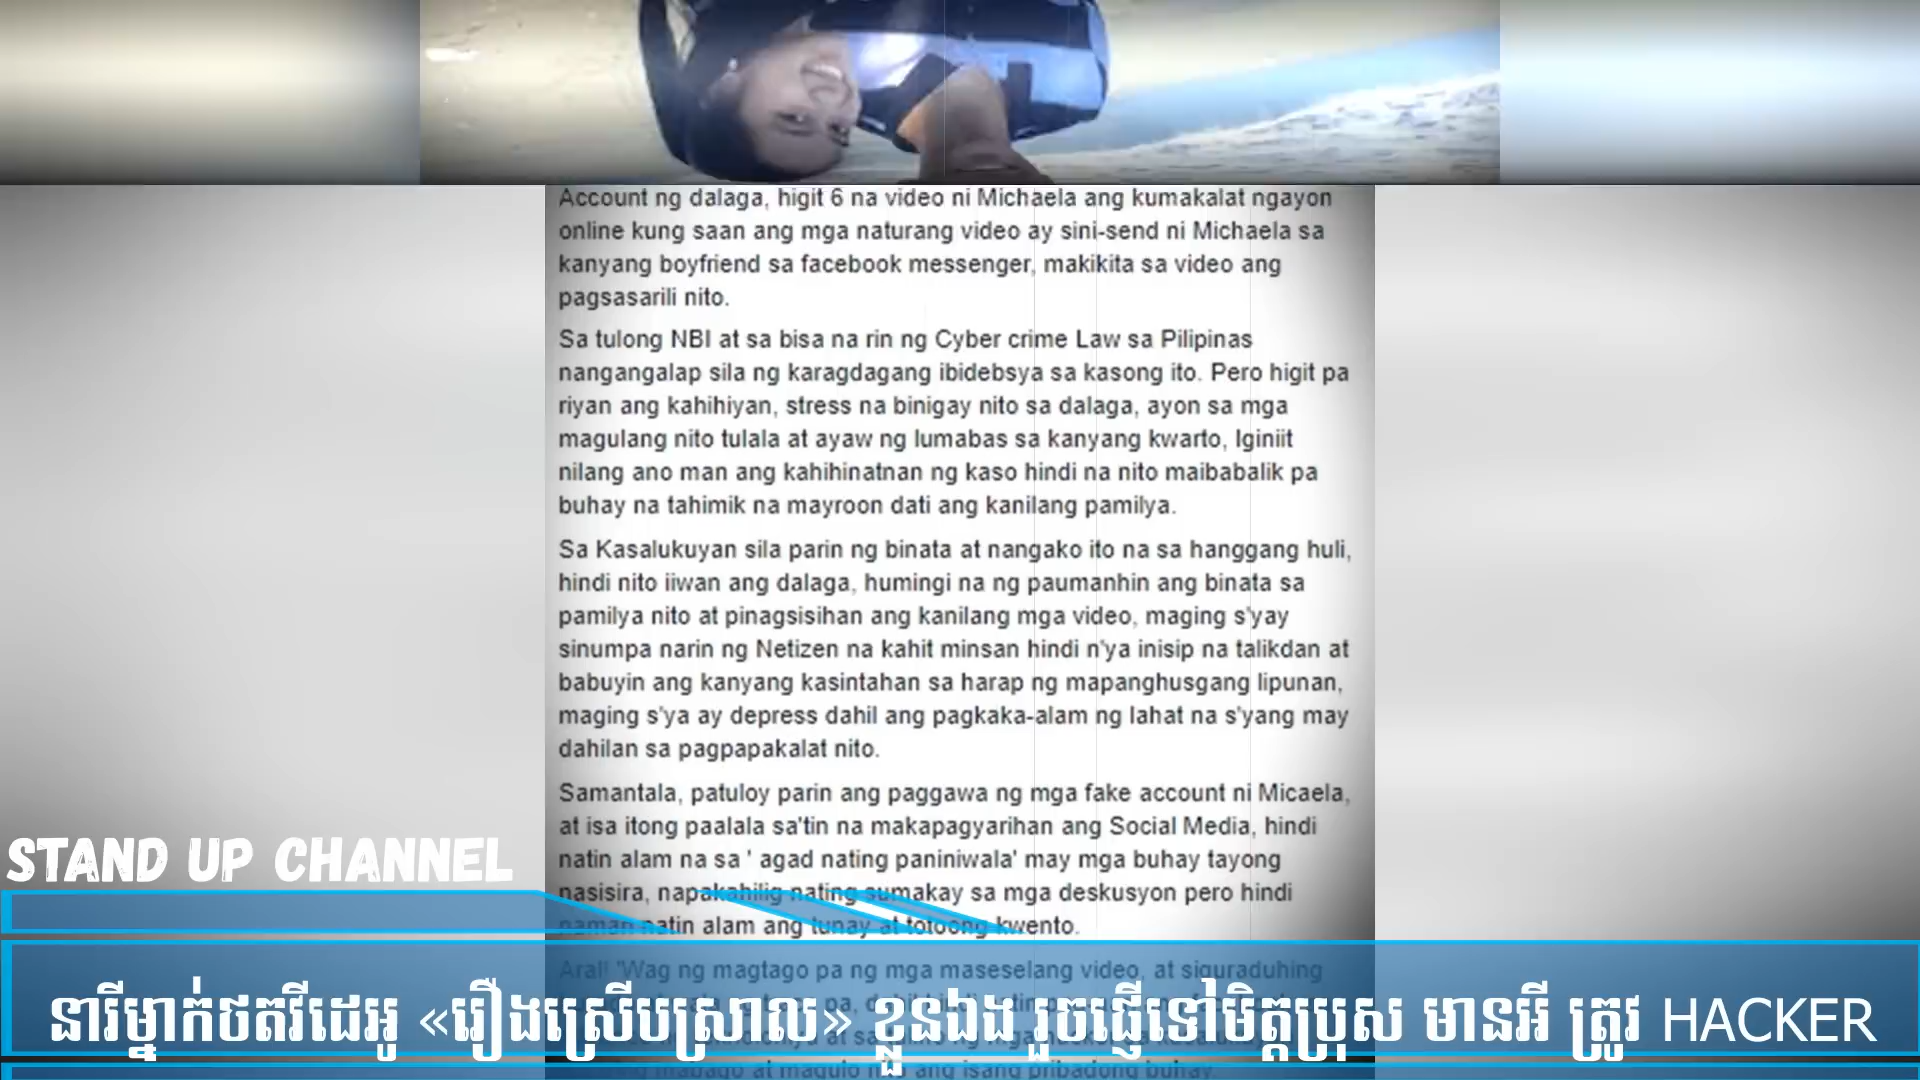 Account ng dalaga, higit 6 na video ni Michaela ang kumakalat ngayon
online kung saan ang mga naturang video ay sini-send ni Michaela sa
kanyang boyfriend sa facebook messenger, makikita sa video ang
pagsasarili nito.
Sa tulong NBI at sa bisa na rin ng Cyber crime Law sa Pilipinas
nangangalap sila ng karagdagang ibidebsya sa kasong ito. Pero higit pa
riyan ang kahihiyan, stress na binigay nito sa dalaga, ayon sa mga
magulang nito tulala at ayaw ng lumabas sa kanyang kwarto, Iginiit
nilang ano man ang kahihinatnan ng kaso hindi na nito maibabalik pa
buhay na tahimik na mayroon dati ang kanilang pamilya.
Sa Kasalukuyan sila parin ng binata at nangako ito na sa hanggang huli,
hindi nito iiwan ang dalaga, humingi na ng paumanhin ang binata sa
pamilya nito at pinagsisihan ang kanilang mga video, maging s'yay
sinumpa narin ng Netizen na kahit minsan hindi n'ya inisip na talikdan at
babuyin ang kanyang kasintahan sa harap ng mapanghusgang lipunan,
maging s'ya ay depress dahil ang pagkaka-alam ng lahat na s'yang may
dahilan sa pagpapakalat nito.
Samantala, patuloy parin ang paggawa ng mga fake account ni Micaela,
at isa itong paalala sa'tin na makapagyarihan ang Social Media, hindi
natin alam na sa ' agad nating paniniwala' may mga buhay tayong
nasisira, napakahilig nating sumakay sa mga deskusyon pero hindi
naman natin alam ang tunay at totoong kwento.
STAND UP CHANNEL
Aral! 'Wag ng magtago pa ng mga maseselang video, at siguraduhing
នារីម្នាក់ថតវីដេអូ «រឿងស្រើបស្រាល» ខ្លួនឯង រួចផ្ញើទៅមិត្តប្រុស មានអី ត្រូវ HACKER
mabago at magulo nito ang isang pribadong buhay.